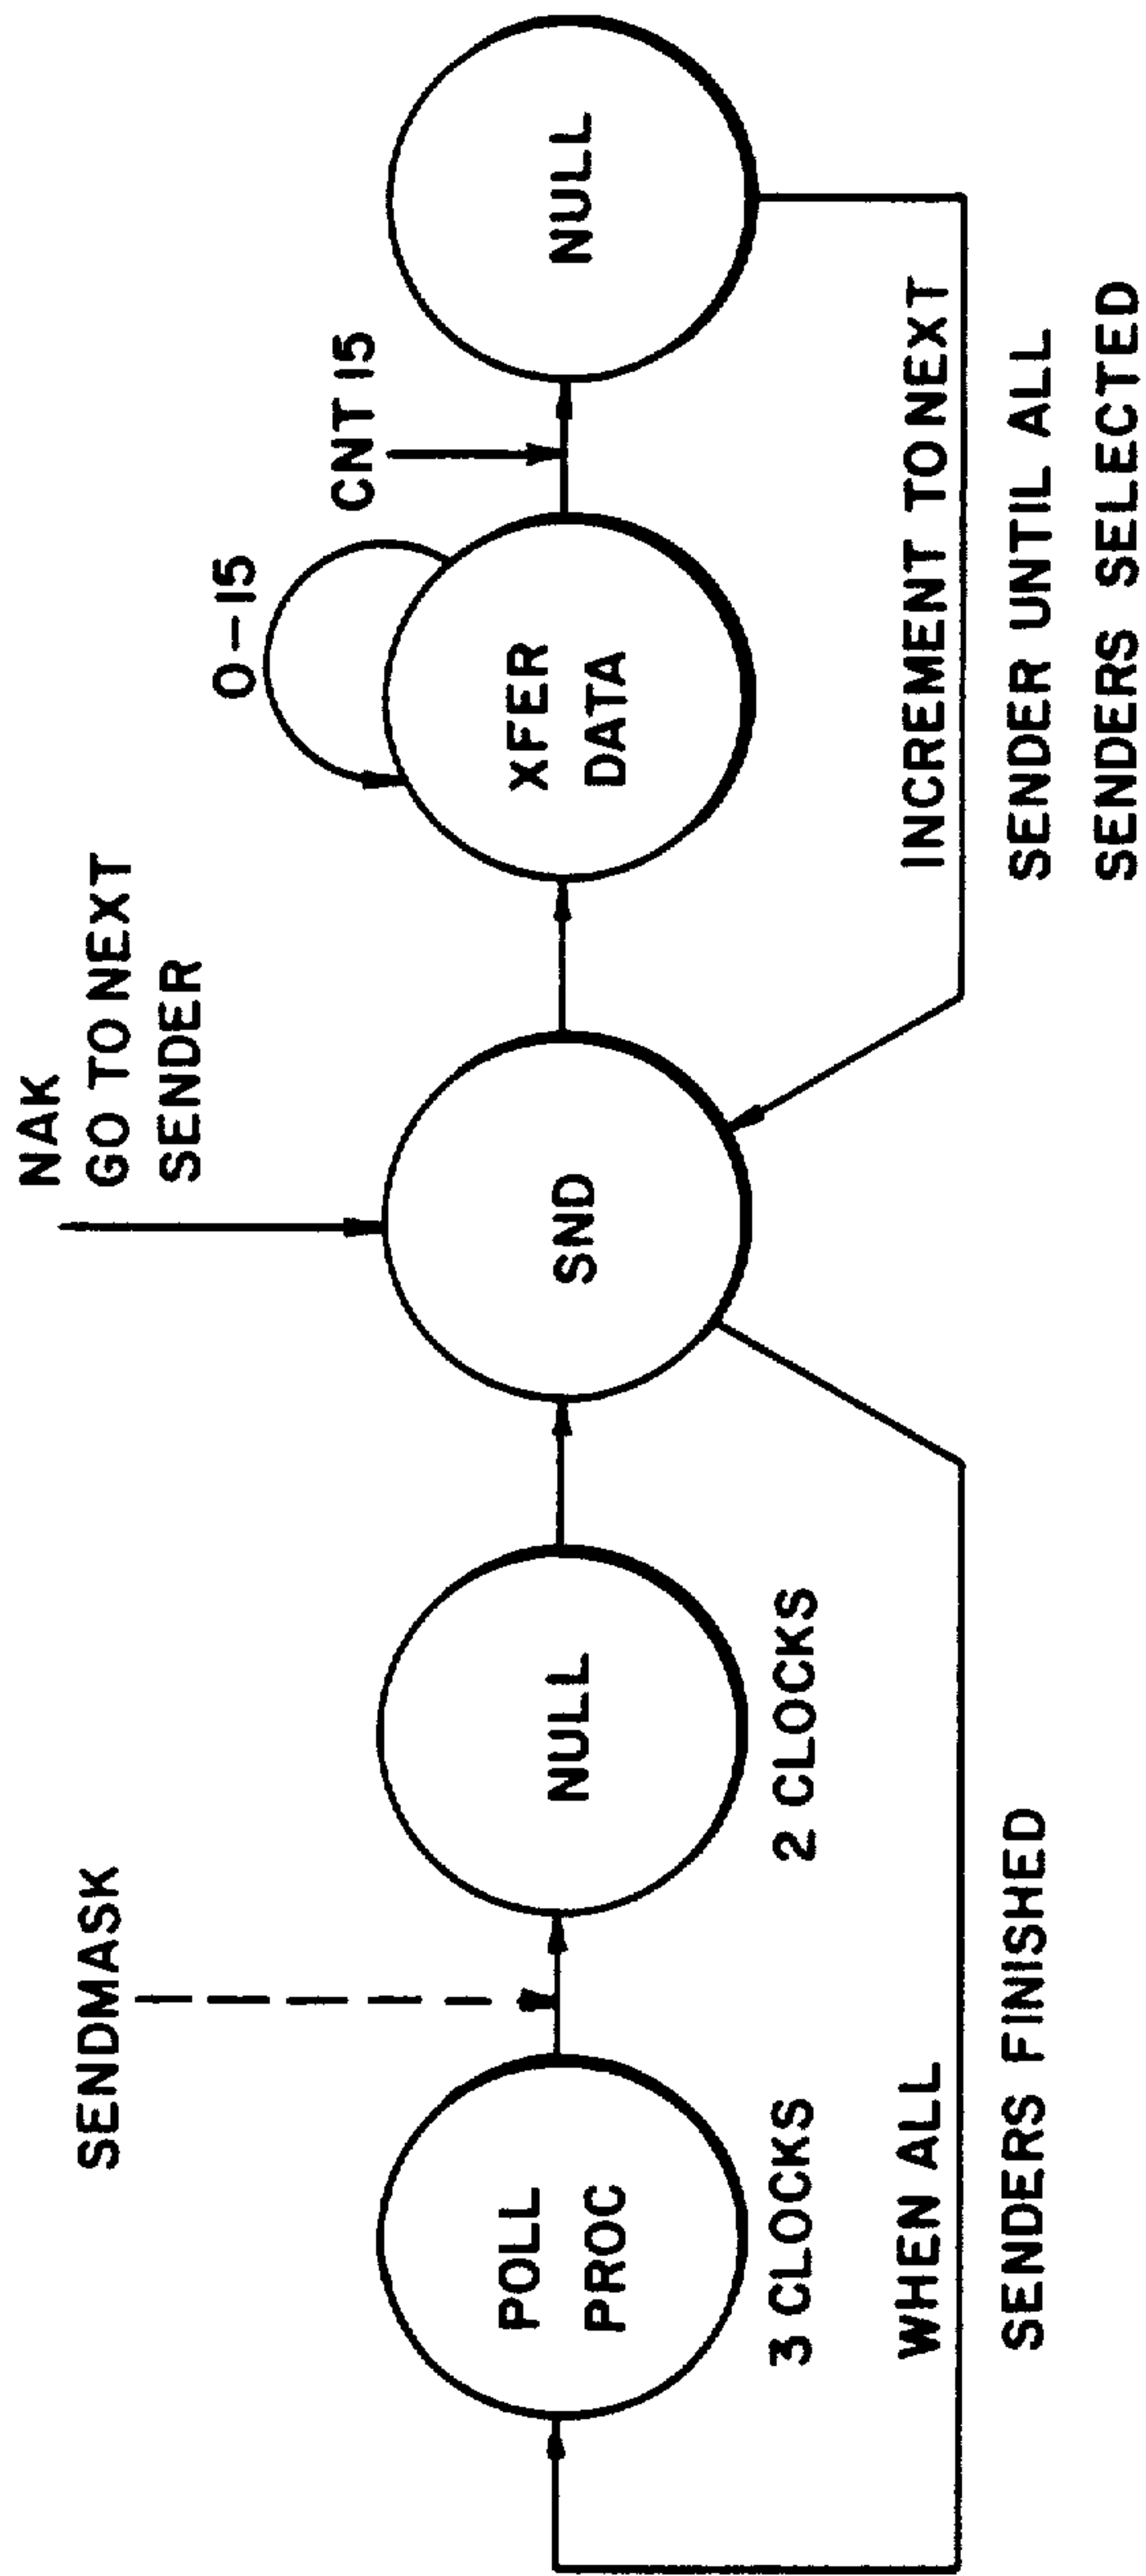 SENDMASK
NAK
GO TO NEXT
SENDER
0-15
CNT 15
POLL
PROC
NULL
SND
XFER
DATA
NULL
3 CLOCKS
2 CLOCKS
WHEN ALL
SENDERS FINISHED
INCREMENT TO NEXT
SENDER UNTIL ALL
SENDERS SELECTED